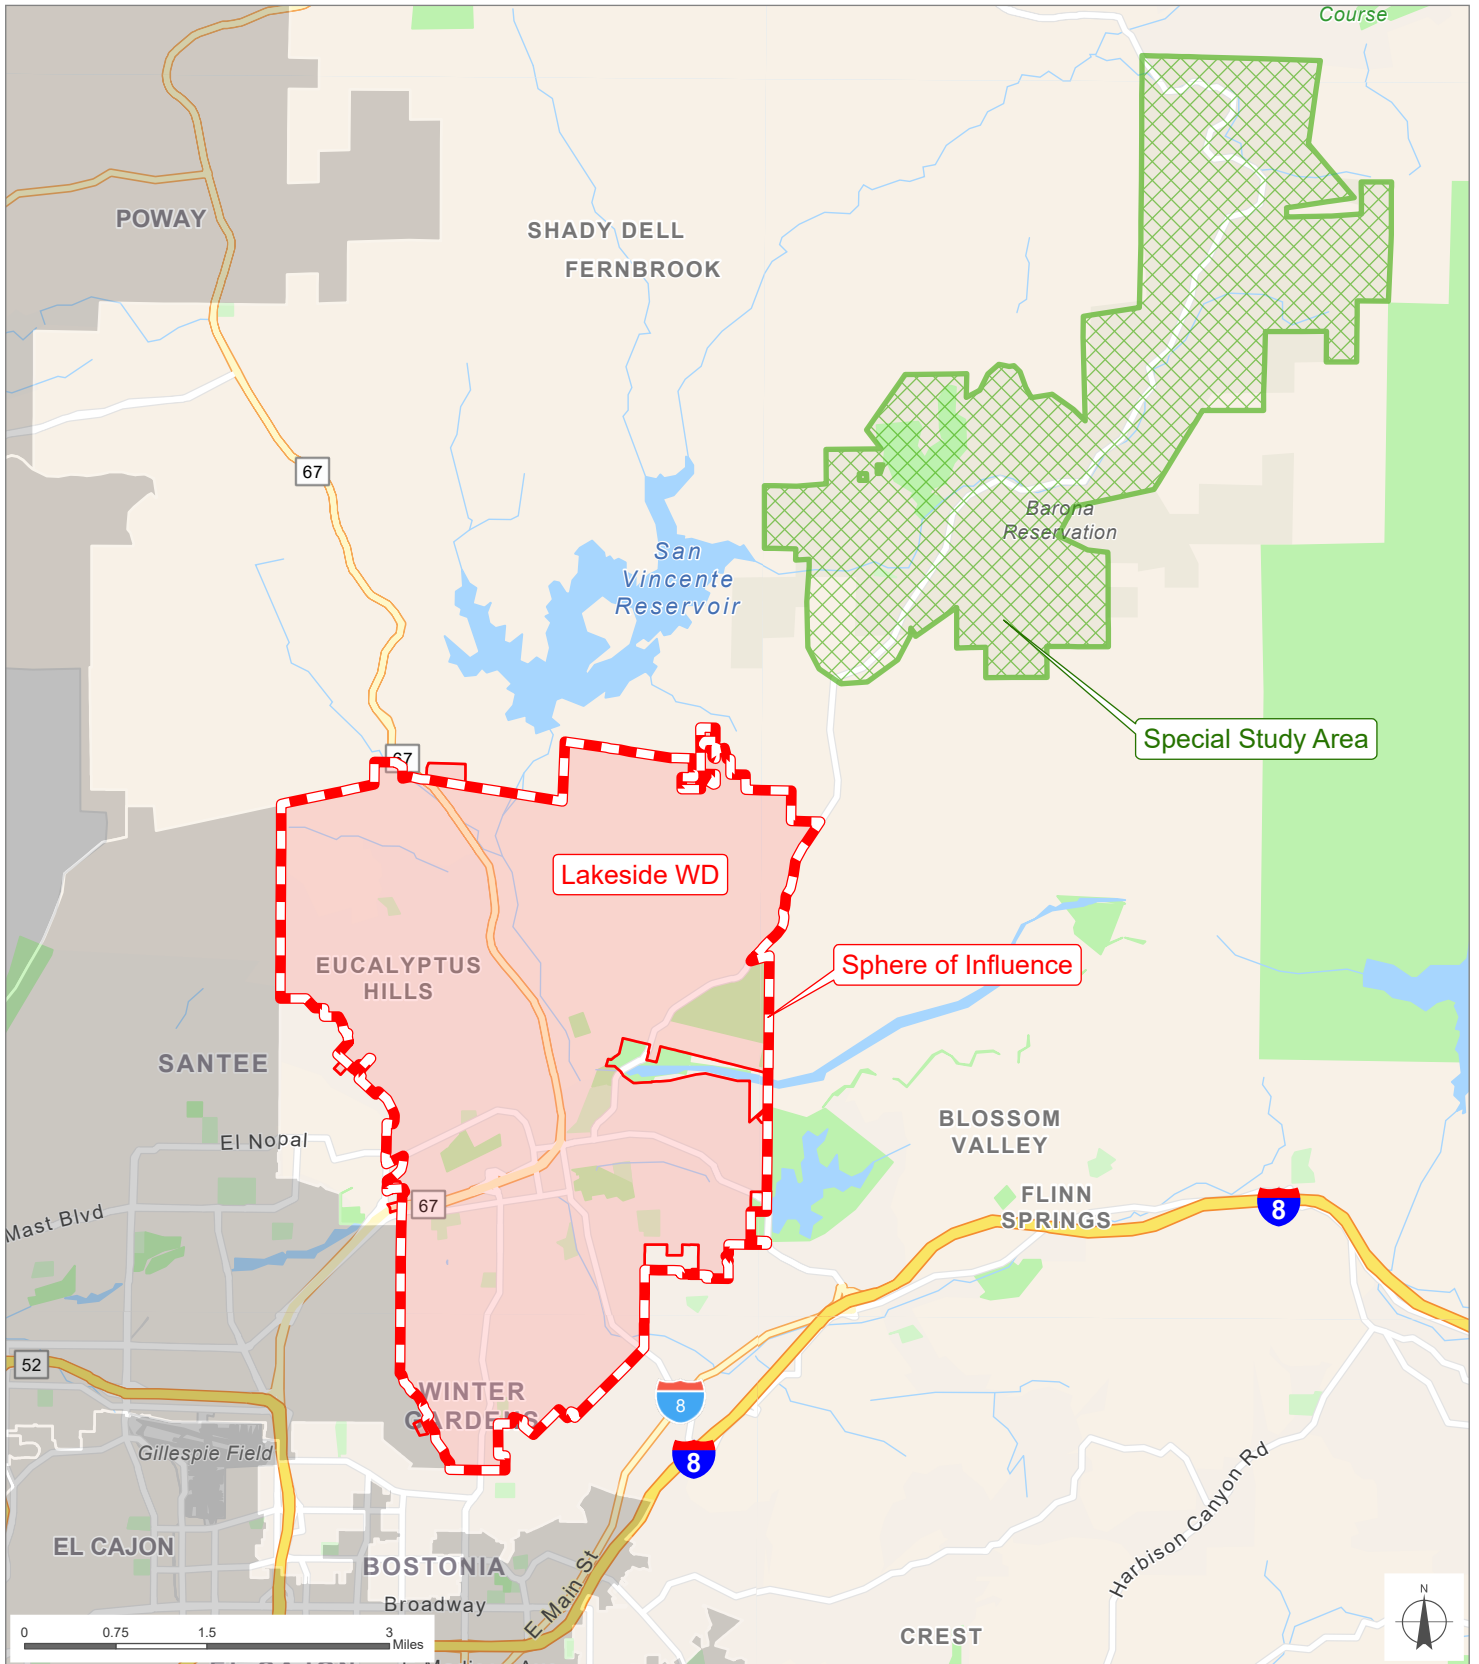 Course
POWAY
SHADY DELL
FERNBROOK
67
San
Vincente
Reservoir
Barona
Reservation
Special Study Area
67
Lakeside WD
EUCALYPTUS
HILLS
Sphere of Influence
SANTEE
El Nopal
BLOSSOM
VALLEY
Mast Blvd
67
FLINN
SPRINGS
8
52
WINTER
GARDENS
8
Gillespie Field
8
Harbison Canyon Rd
EL CAJON
BOSTONIA
Broadway
E Main St
CREST
N
0 0.75 1.5 3
Miles